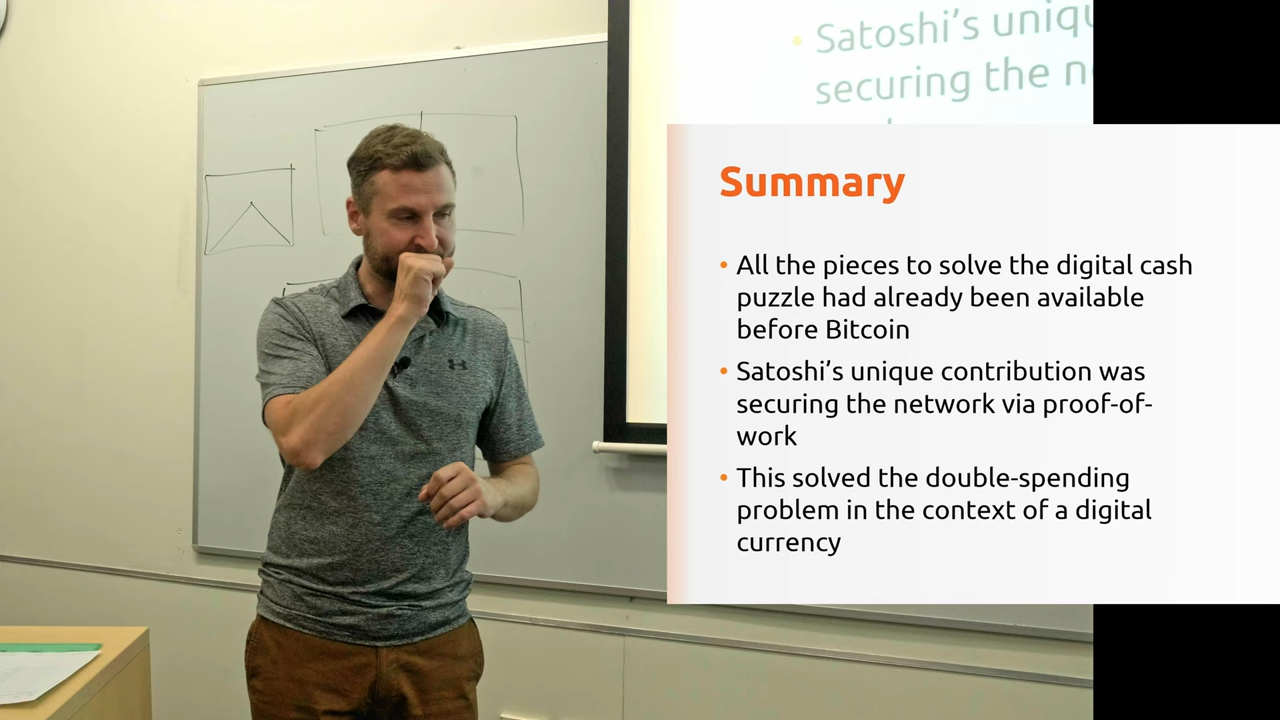 Satoshi's uniqu
securing the n
Summary
• All the pieces to solve the digital cash
puzzle had already been available
before Bitcoin
• Satoshi's unique contribution was
securing the network via proof-of-
work
• This solved the double-spending
problem in the context of a digital
currency